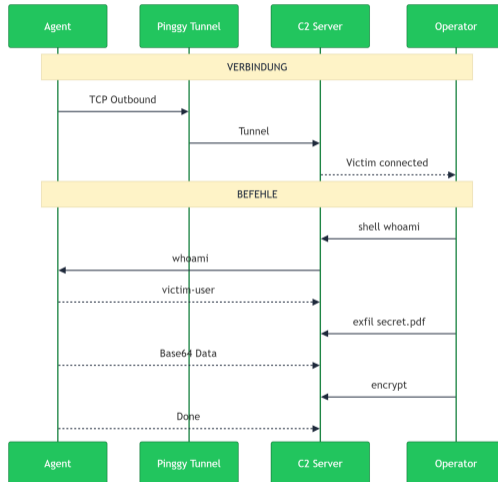 Agent
Pinggy Tunnel
C2 Server
Operator
VERBINDUNG
TCP Outbound
Tunnel
Victim connected
BEFEHLE
shell whoami
whoami
victim-user
exfil secret.pdf
Base64 Data
encrypt
Done
Agent
Pinggy Tunnel
C2 Server
Operator